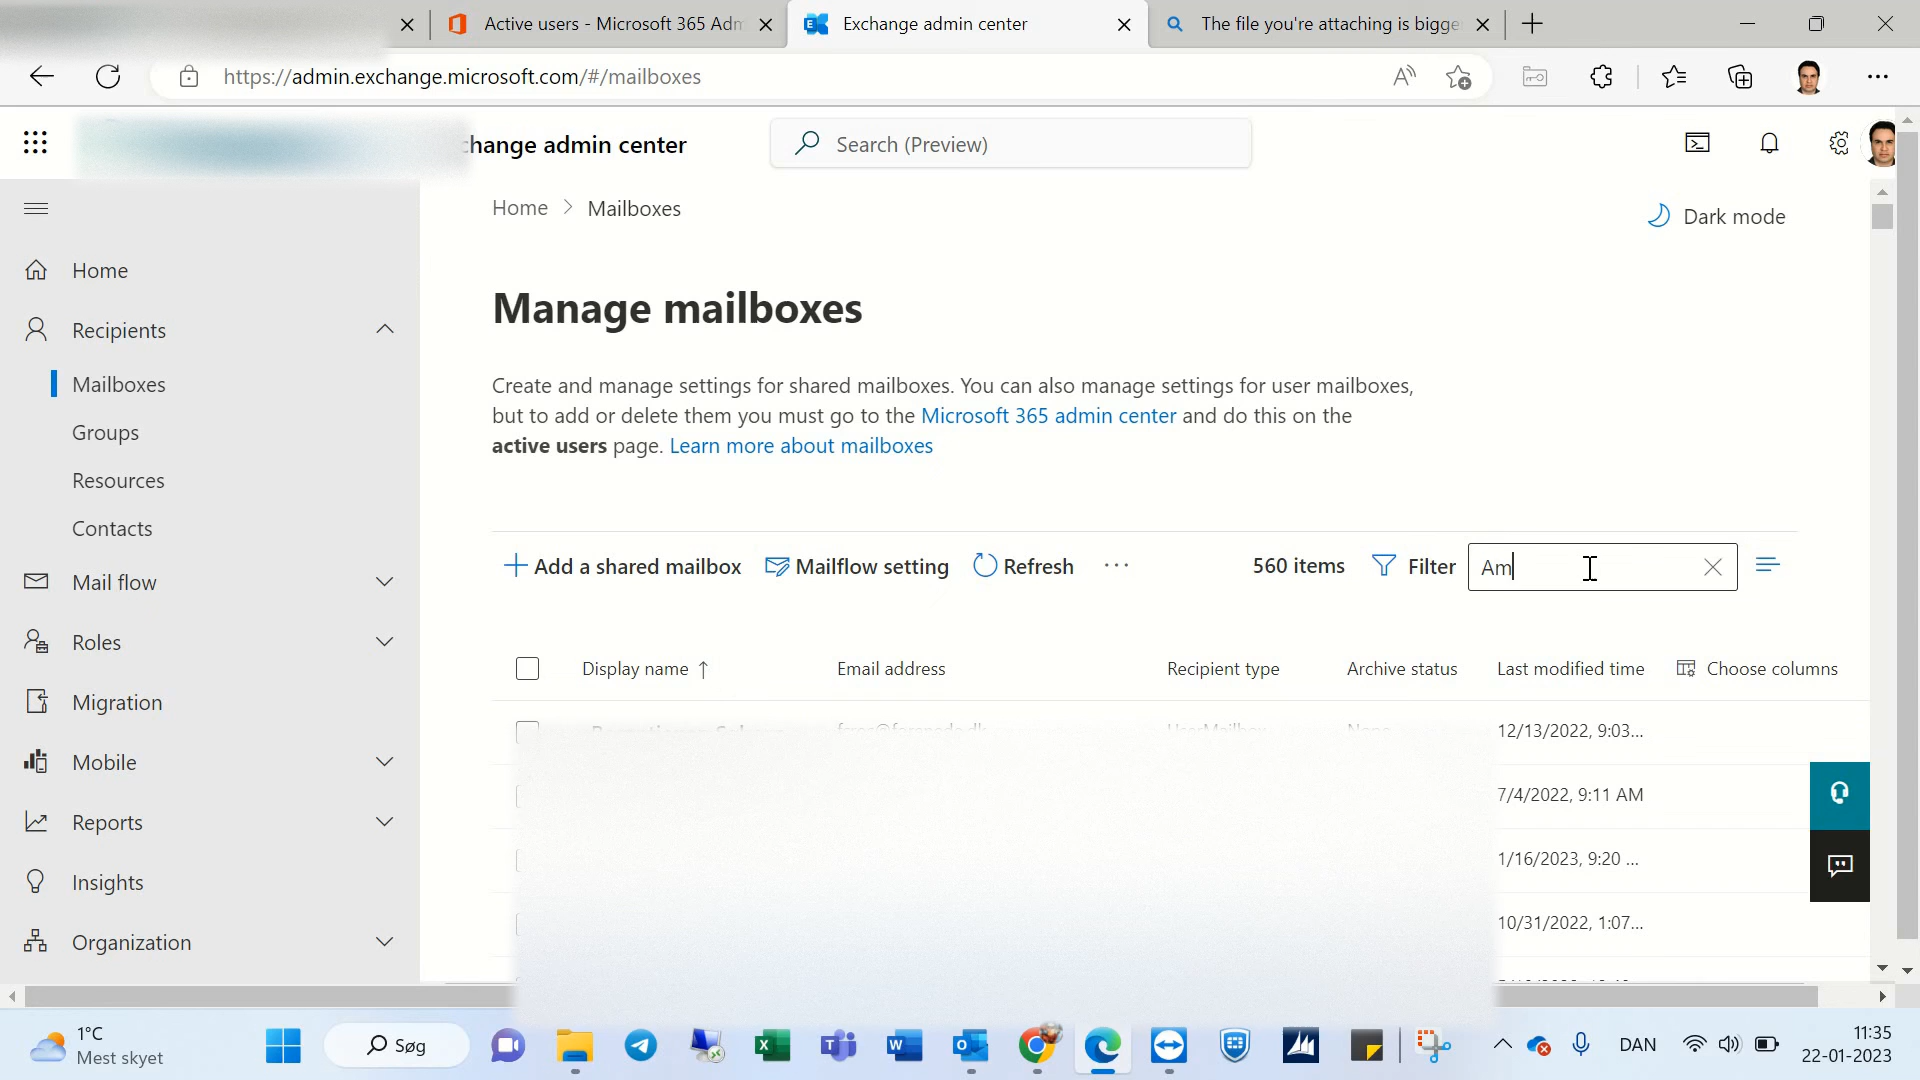 Active users - Microsoft 365 Adm
Exchange admin center
The file you're attaching is bigge
https://admin.exchange.microsoft.com/#/mailboxes
change admin center
Search (Preview)
Home > Mailboxes
Dark mode
Home
Recipients
Mailboxes
Groups
Resources
Contacts
Mail flow
Roles
Migration
Mobile
Reports
Insights
Organization
Manage mailboxes
Create and manage settings for shared mailboxes. You can also manage settings for user mailboxes,
but to add or delete them you must go to the Microsoft 365 admin center and do this on the
active users page. Learn more about mailboxes
Add a shared mailbox Mailflow setting Refresh ··· 560 items Filter Am
Display name ↑ Email address Recipient type Archive status Last modified time Choose columns
UserMailbox None 12/13/2022, 9:03...
7/4/2022, 9:11 AM
1/16/2023, 9:20 ...
10/31/2022, 1:07...
1°C
Mest skyet
Søg
DAN
11:35
22-01-2023